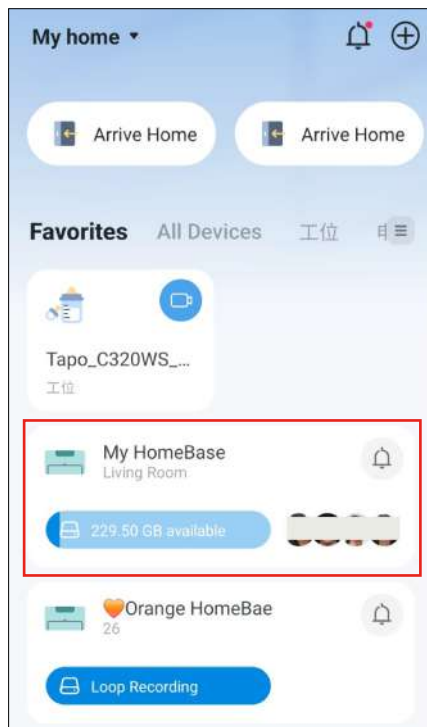 My home
Arrive Home Arrive Home
Favorites All Devices 工位
Tapo_C320WS_...
工位
My HomeBase
Living Room
229.50 GB available
🧡Orange HomeBae
26
Loop Recording